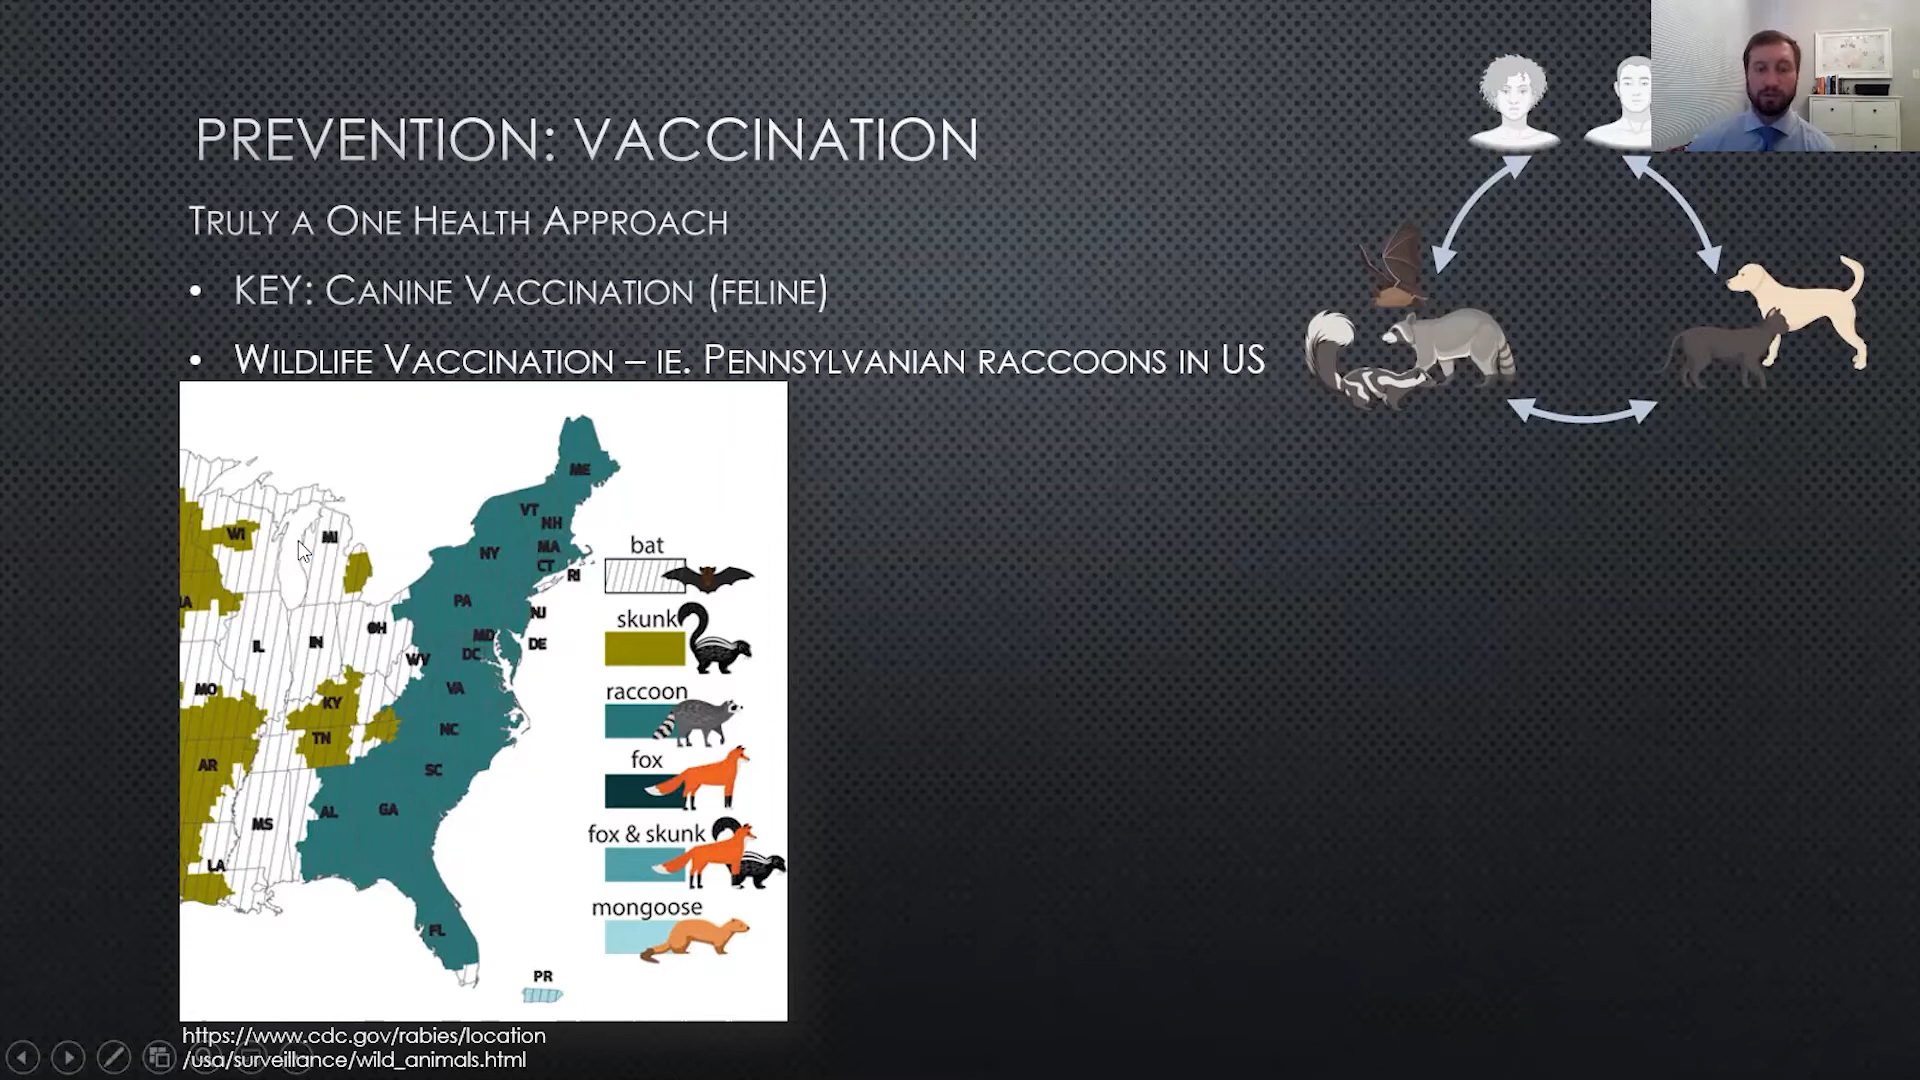 PREVENTION: VACCINATION
TRULY A ONE HEALTH APPROACH
• KEY: CANINE VACCINATION (FELINE)
• WILDLIFE VACCINATION – IE. PENNSYLVANIAN RACCOONS IN US
ME
VT
NH
WI
MI
NY
MA
CT
RI
bat
PA
IA
NJ
skunk
OH
MD
DE
IL
IN
WV
DC
MO
VA
raccoon
KY
NC
TN
fox
AR
SC
AL
GA
MS
fox & skunk
LA
mongoose
FL
PR
https://www.cdc.gov/rabies/location
/usa/surveillance/wild_animals.html